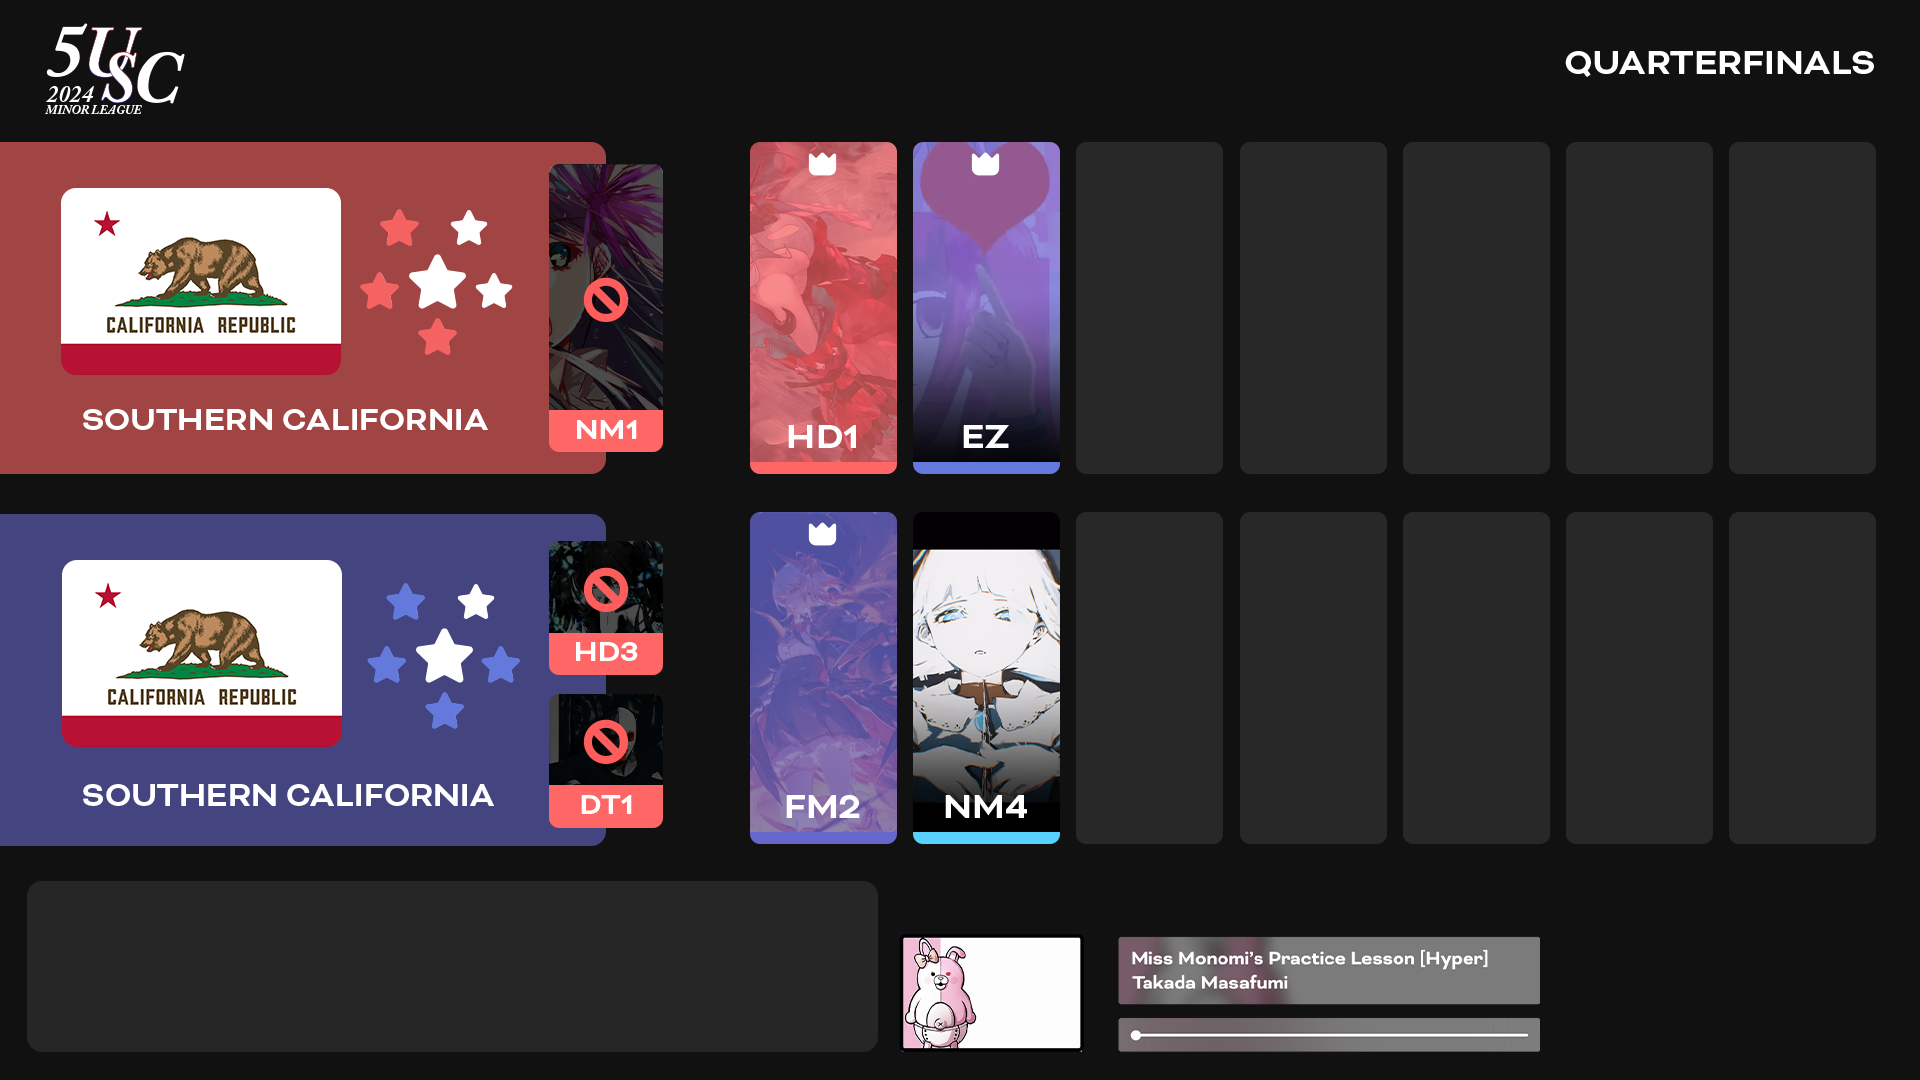 5USC
2024
MINOR LEAGUE
QUARTERFINALS
CALIFORNIA REPUBLIC
SOUTHERN CALIFORNIA
NM1
HD1
EZ
CALIFORNIA REPUBLIC
SOUTHERN CALIFORNIA
HD3
DT1
FM2
NM4
Miss Monomi's Practice Lesson [Hyper]
Takada Masafumi